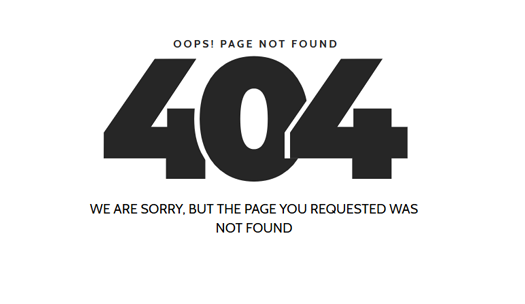 OOPS! PAGE NOT FOUND
404
WE ARE SORRY, BUT THE PAGE YOU REQUESTED WAS
NOT FOUND